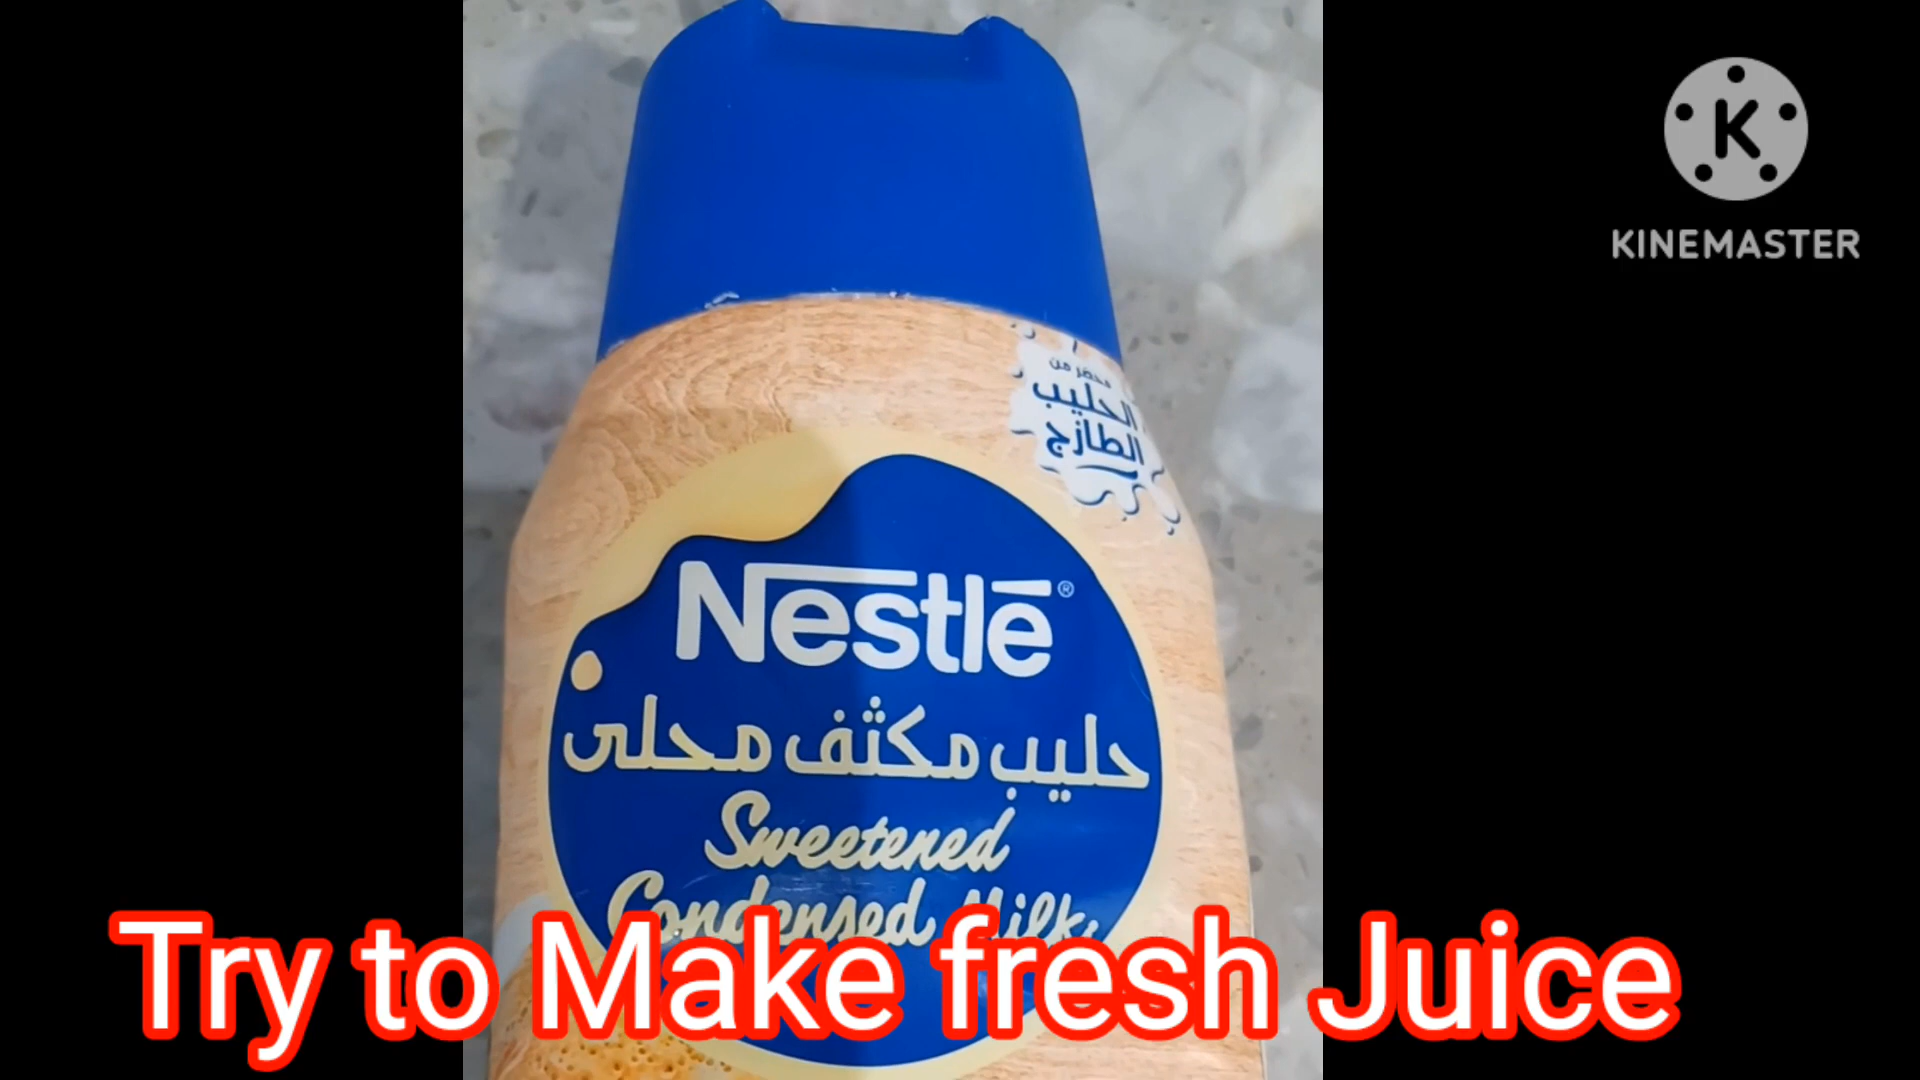 K
KINEMASTER
محضر من
الحليب
الطازج
Nestlé®
حليب مكثف محلى
Sweetened
Condensed Milk
Try to Make fresh Juice